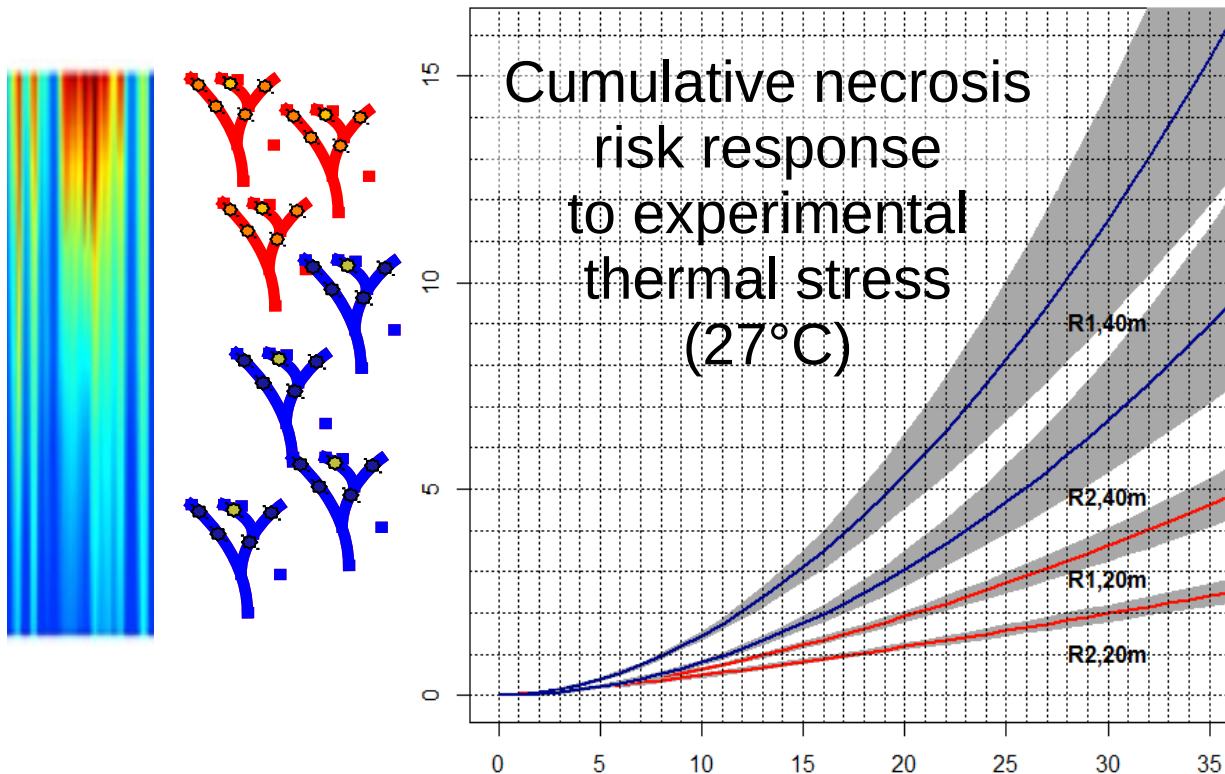 Cumulative necrosis
risk response
to experimental
thermal stress
(27°C)
15
10
5
0
R1,40m
R2,40m
R1,20m
R2,20m
0 5 10 15 20 25 30 35